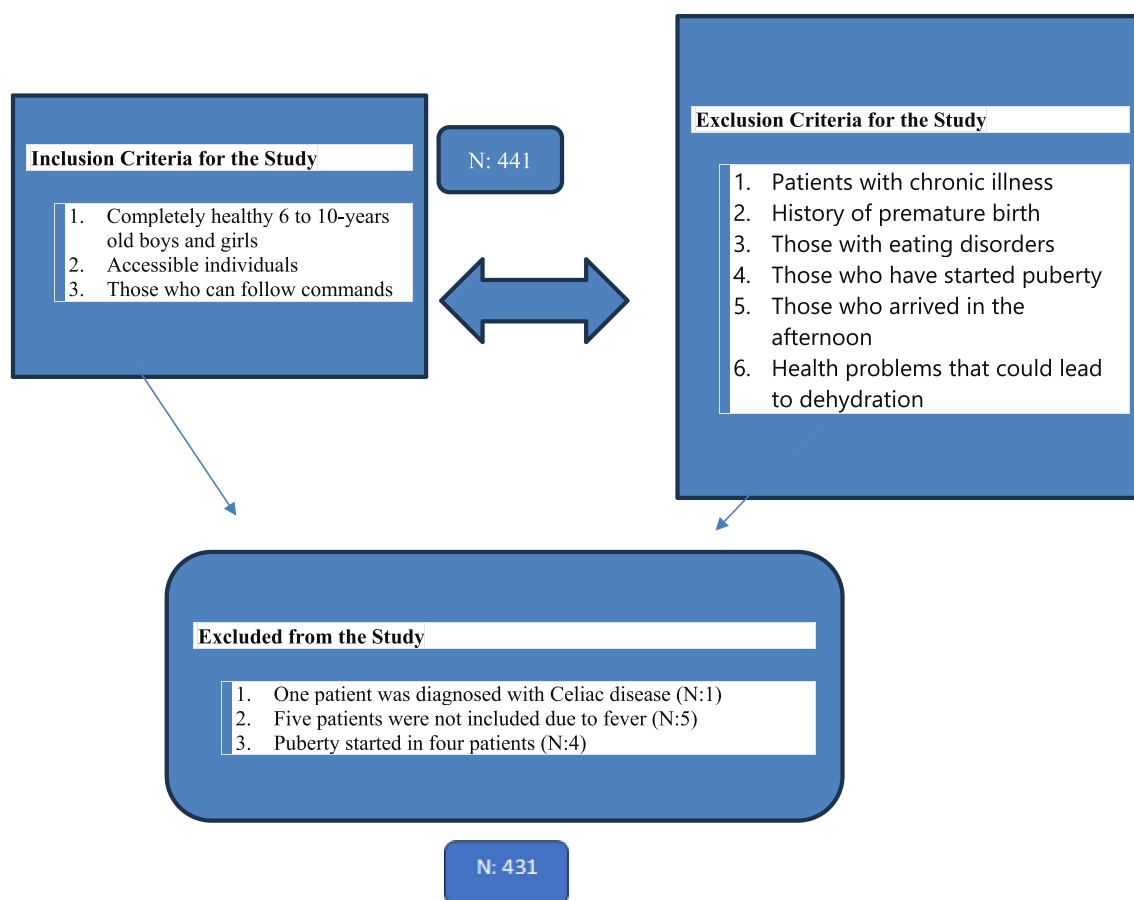 Inclusion Criteria for the Study
1. Completely healthy 6 to 10-years
old boys and girls
2. Accessible individuals
3. Those who can follow commands
N: 441
Exclusion Criteria for the Study
1. Patients with chronic illness
2. History of premature birth
3. Those with eating disorders
4. Those who have started puberty
5. Those who arrived in the
afternoon
6. Health problems that could lead
to dehydration
Excluded from the Study
1. One patient was diagnosed with Celiac disease (N:1)
2. Five patients were not included due to fever (N:5)
3. Puberty started in four patients (N:4)
N: 431